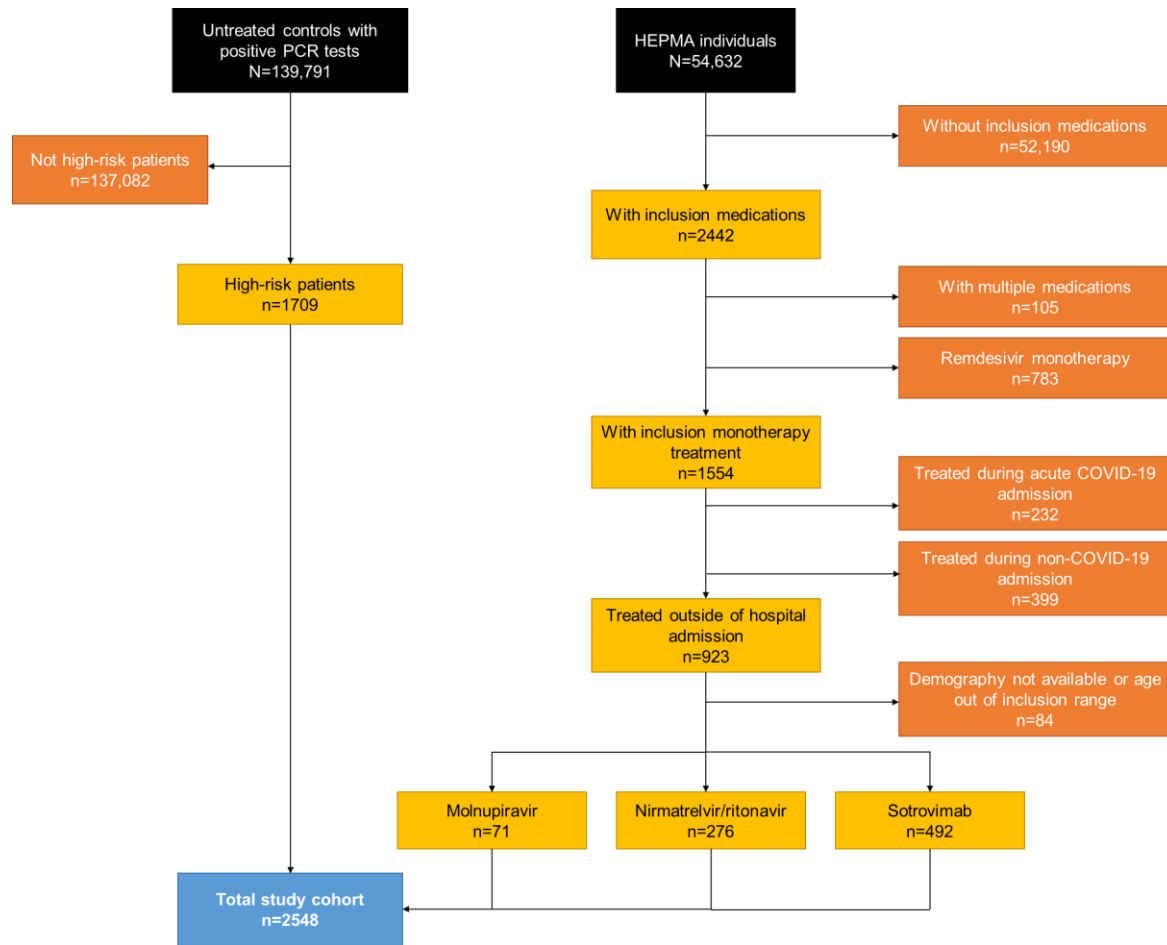 Untreated controls with
positive PCR tests
N=139,791
HEPMA individuals
N=54,632
Without inclusion medications
n=52,190
Not high-risk patients
n=137,082
With inclusion medications
n=2442
High-risk patients
n=1709
With multiple medications
n=105
Remdesivir monotherapy
n=783
With inclusion monotherapy
treatment
n=1554
Treated during acute COVID-19
admission
n=232
Treated during non-COVID-19
admission
n=399
Treated outside of hospital
admission
n=923
Demography not available or age
out of inclusion range
n=84
Molnupiravir
n=71
Nirmatrelvir/ritonavir
n=276
Sotrovimab
n=492
Total study cohort
n=2548